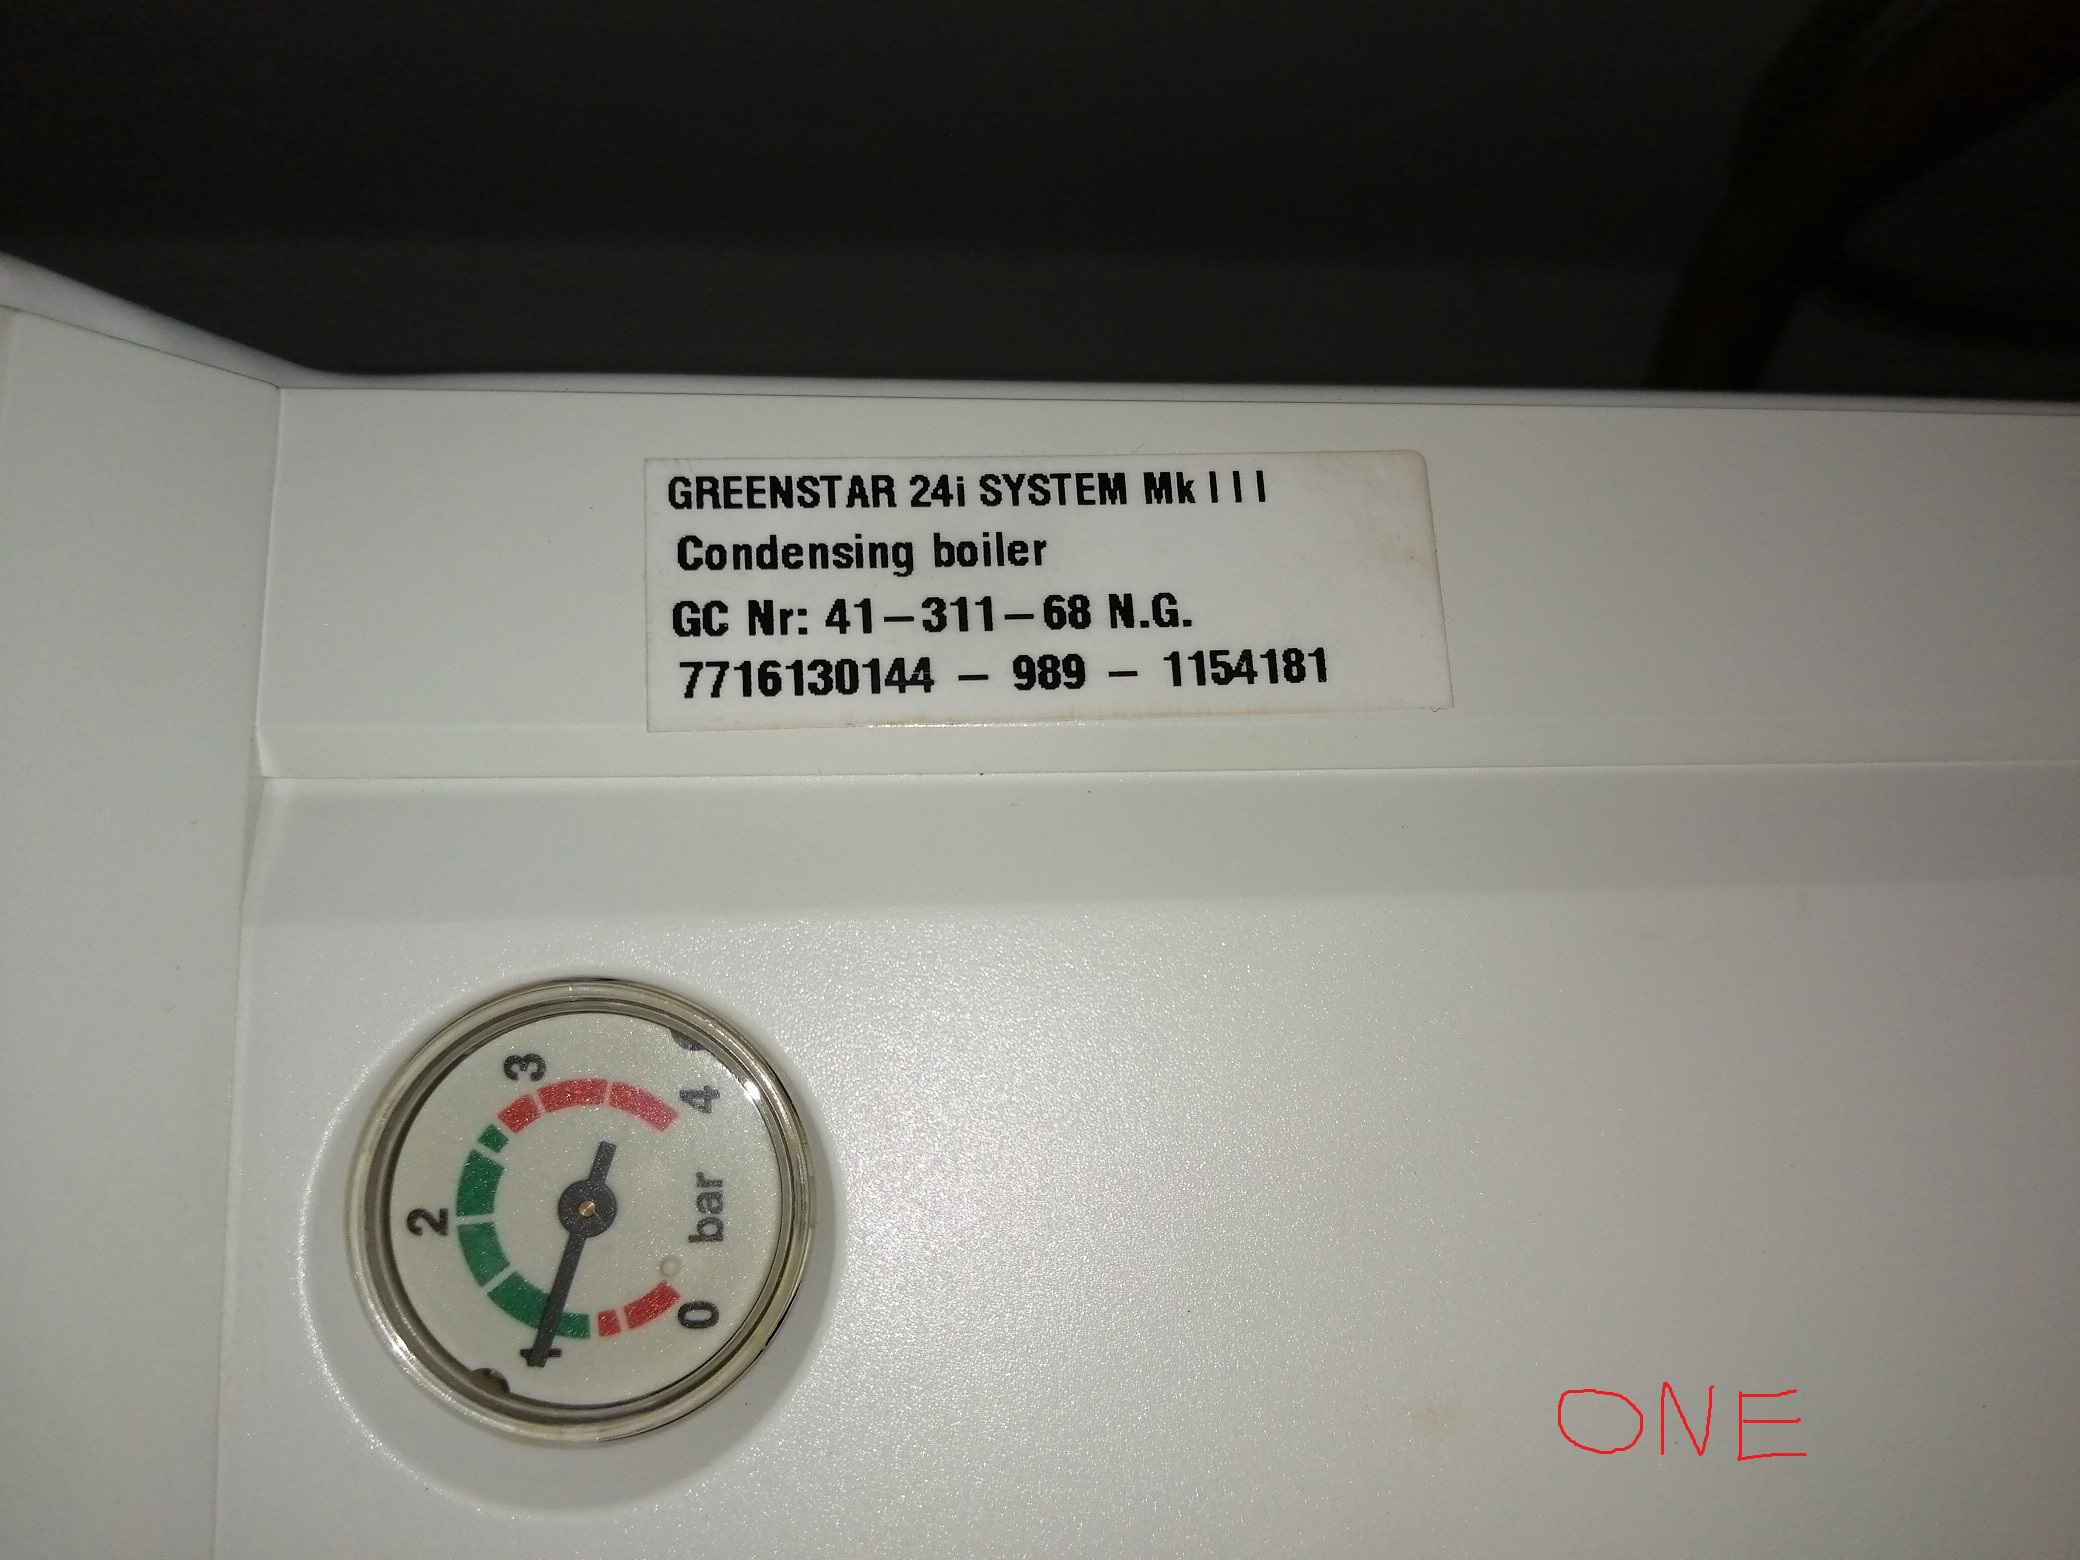 GREENSTAR 24i SYSTEM Mk III
Condensing boiler
GC Nr: 41-311-68 N.G.
7716130144 - 989 - 1154181
0
1
2
3
4
bar
ONE